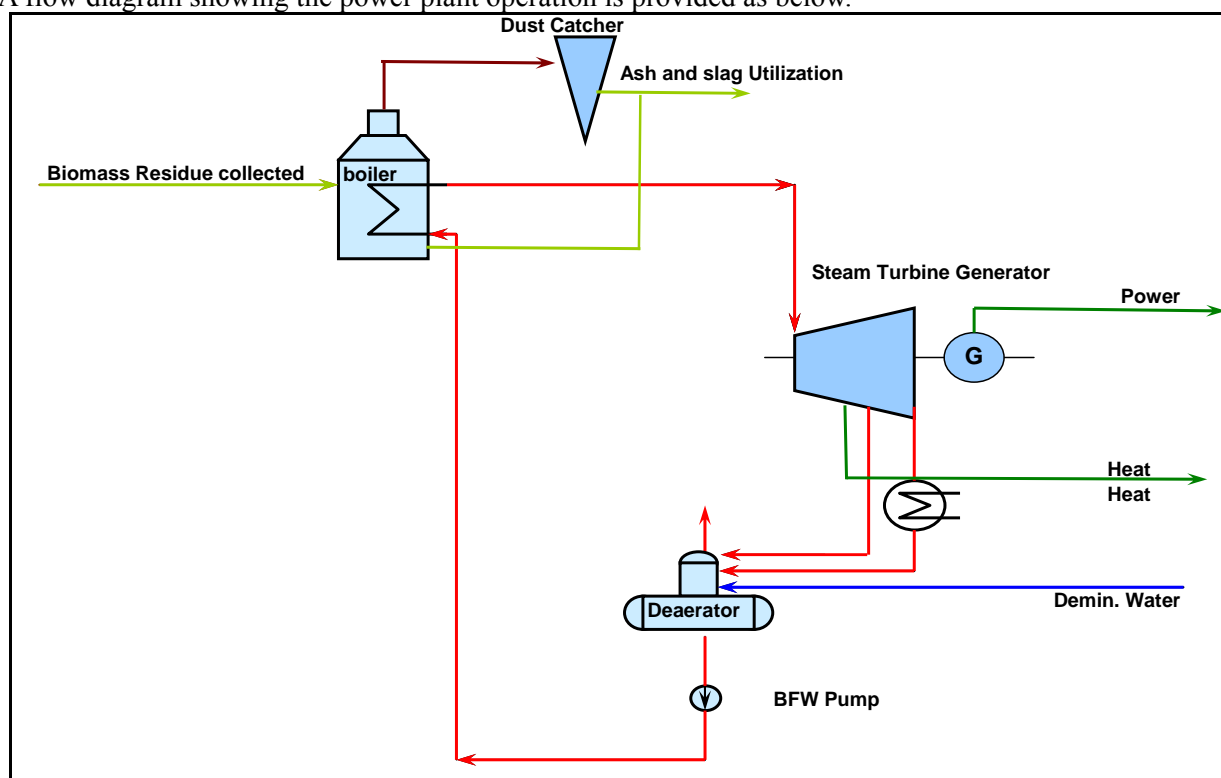 A flow diagram showing the power plant operation is provided as below.
Dust Catcher
Ash and slag Utilization
Biomass Residue collected
boiler
Steam Turbine Generator
Power
G
Heat
Heat
Demin. Water
Deaerator
BFW Pump